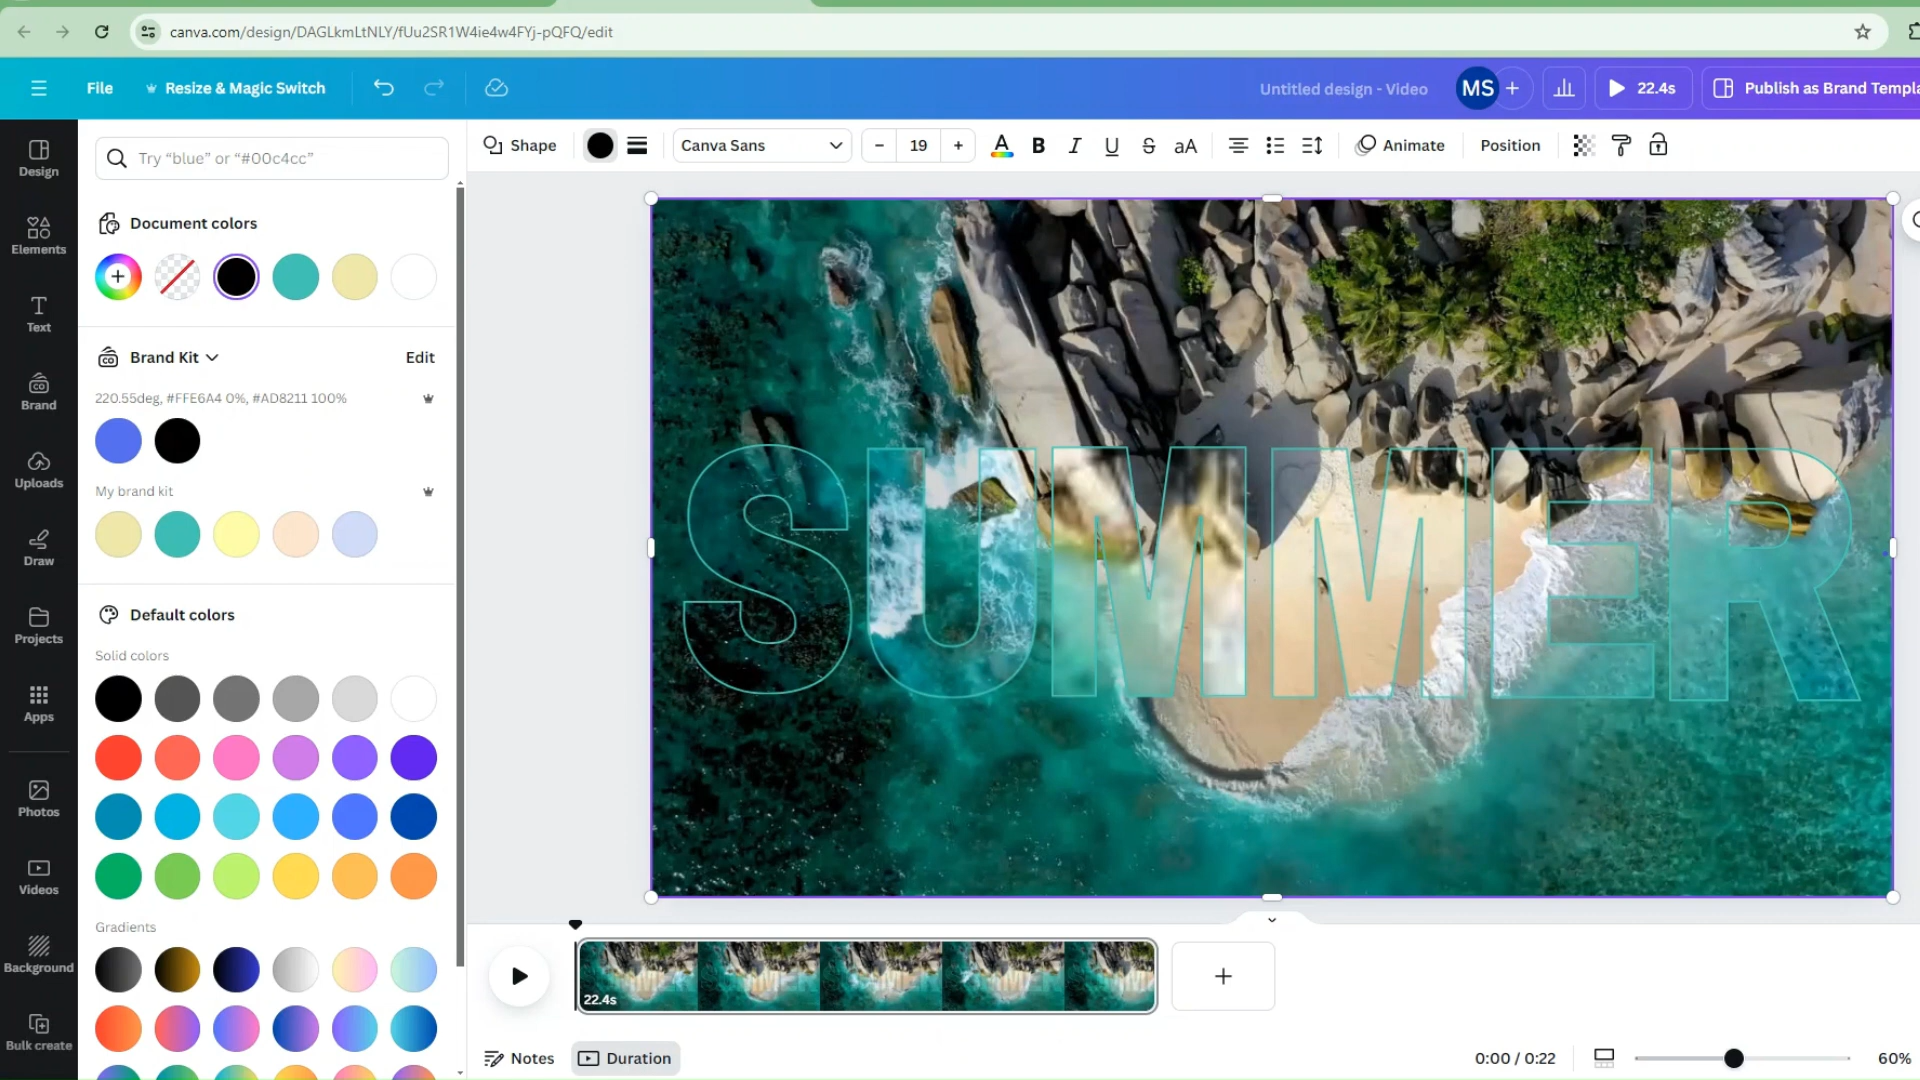 canva.com/design/DAGLkmLtNLY/fUu2SR1W4ie4w4FYj-pQFQ/edit
File
Resize & Magic Switch
Untitled design - Video
MS
22.4s
Publish as Brand Templa
Design
Elements
Text
Brand
Uploads
Draw
Projects
Apps
Photos
Videos
Background
Bulk create
Try "blue" or "#00c4cc"
Document colors
Brand Kit
Edit
220.55deg, #FFE6A4 0%, #AD8211 100%
My brand kit
Default colors
Solid colors
Gradients
Shape
Canva Sans
19
Animate
Position
SUMMER
22.4s
Notes
Duration
0:00 / 0:22
60%